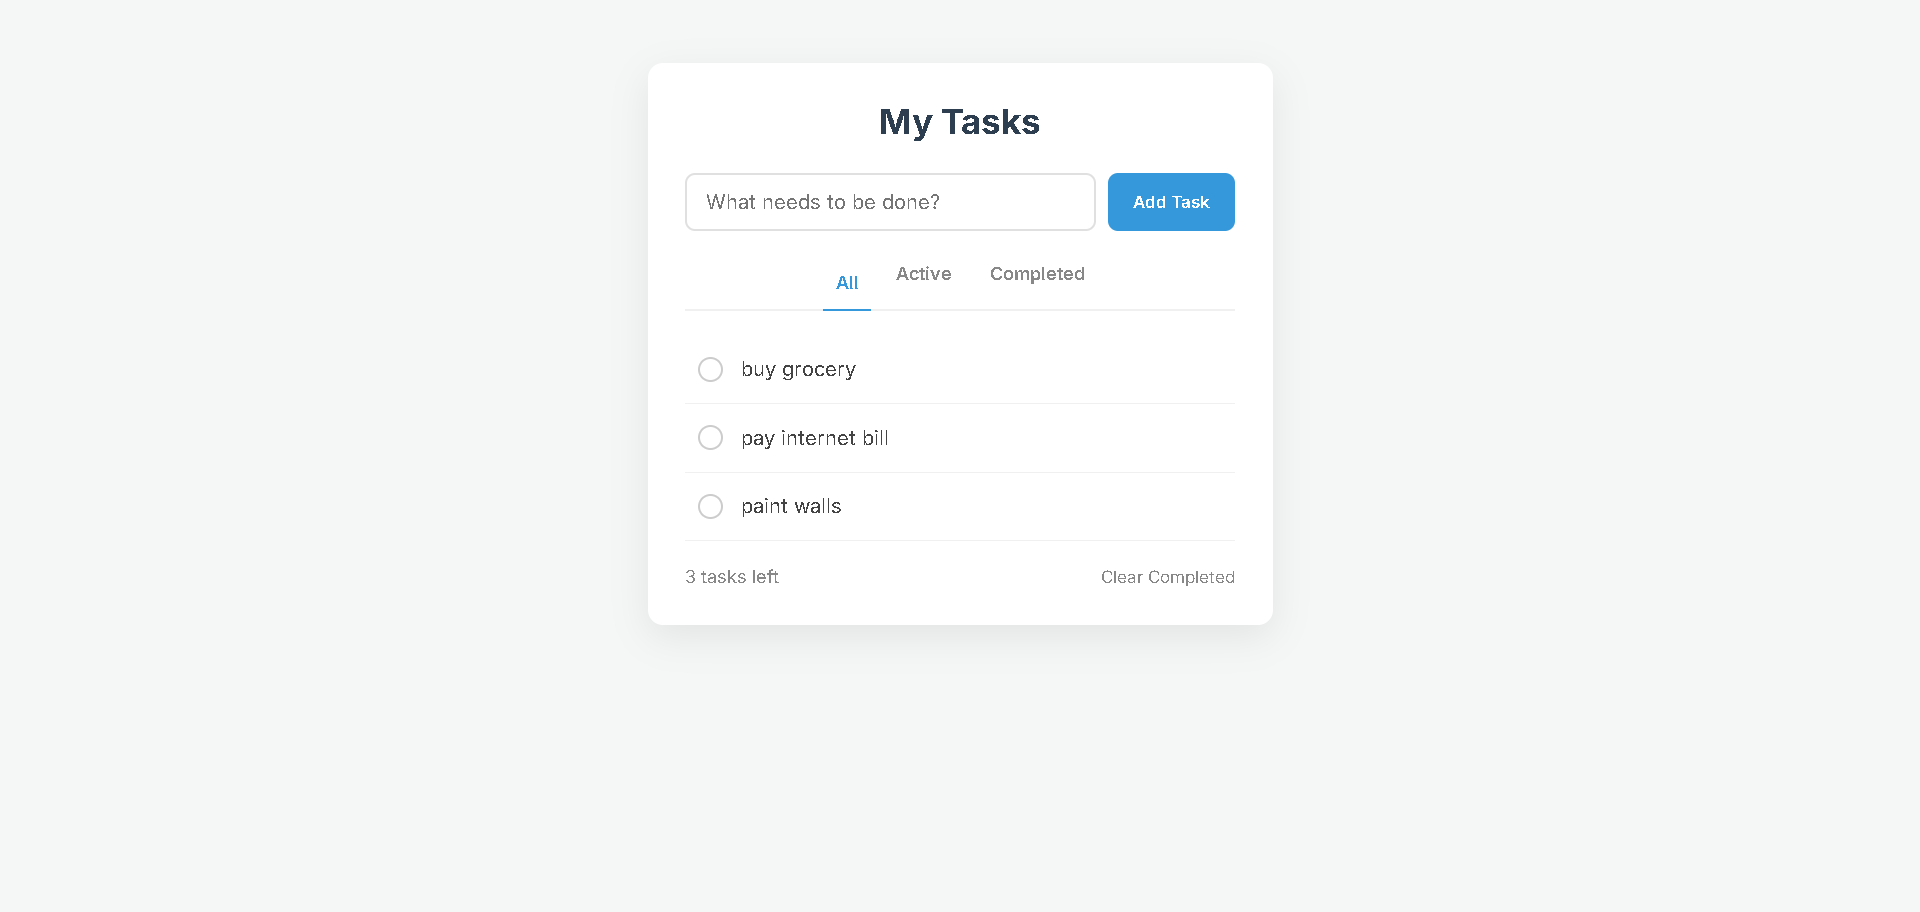 My Tasks
What needs to be done? Add Task
All Active Completed
buy grocery
pay internet bill
paint walls
3 tasks left Clear Completed